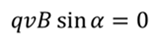 qvB sin α = 0